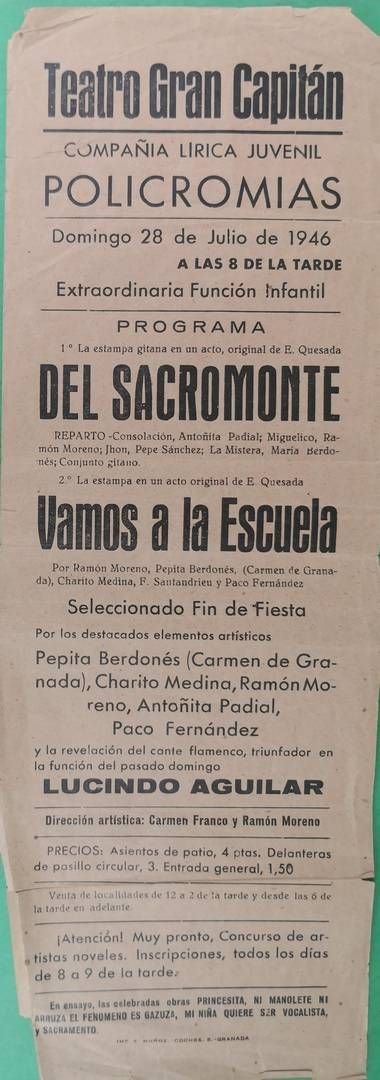 Teatro Gran Capitán
COMPAÑIA LÍRICA JUVENIL
POLICROMIAS
Domingo 28 de Julio de 1946
A LAS 8 DE LA TARDE
Extraordinaria Función Infantil
PROGRAMA
1° La estampa gitana en un acto, original de E. Quesada
DEL SACROMONTE
REPARTO -Consolación, Antoñita Padial; Miguelico, Ra-
món Moreno; Jhon, Pepe Sánchez; La Mistera, María Berdo-
nés; Conjunto gitano.
2.° La estampa en un acto original de E. Quesada
Vamos a la Escuela
Por Ramón Moreno, Pepita Berdonés, (Carmen de Grana-
da), Charito Medina, F. Santandrieu y Paco Fernández
Seleccionado Fin de Fiesta
Por los destacados elementos artísticos
Pepita Berdonés (Carmen de Gra-
nada), Charito Medina, Ramón Mo-
reno, Antoñita Padial,
Paco Fernández
y la revelación del cante flamenco, triunfador en
la función del pasado domingo
LUCINDO AGUILAR
Dirección artística: Carmen Franco y Ramón Moreno
PRECIOS: Asientos de patio, 4 ptas. Delanteras
de pasillo circular, 3. Entrada general, 1,50
Venta de localidades de 12 a 2 de la tarde y desde las 6 de
la tarde en adelante.
¡Atención! Muy pronto, Concurso de ar-
tistas noveles. Inscripciones, todos los días
de 8 a 9 de la tarde.
En ensayo, las celebradas obras PRINCESITA, NI MANOLETE NI
ARRUZA EL FENOMENO ES GAZUZA, MI NIÑA QUIERE SER VOCALISTA,
y SACRAMENTO.
IMP. F. MUÑOZ.-COCHES, 2.-GRANADA